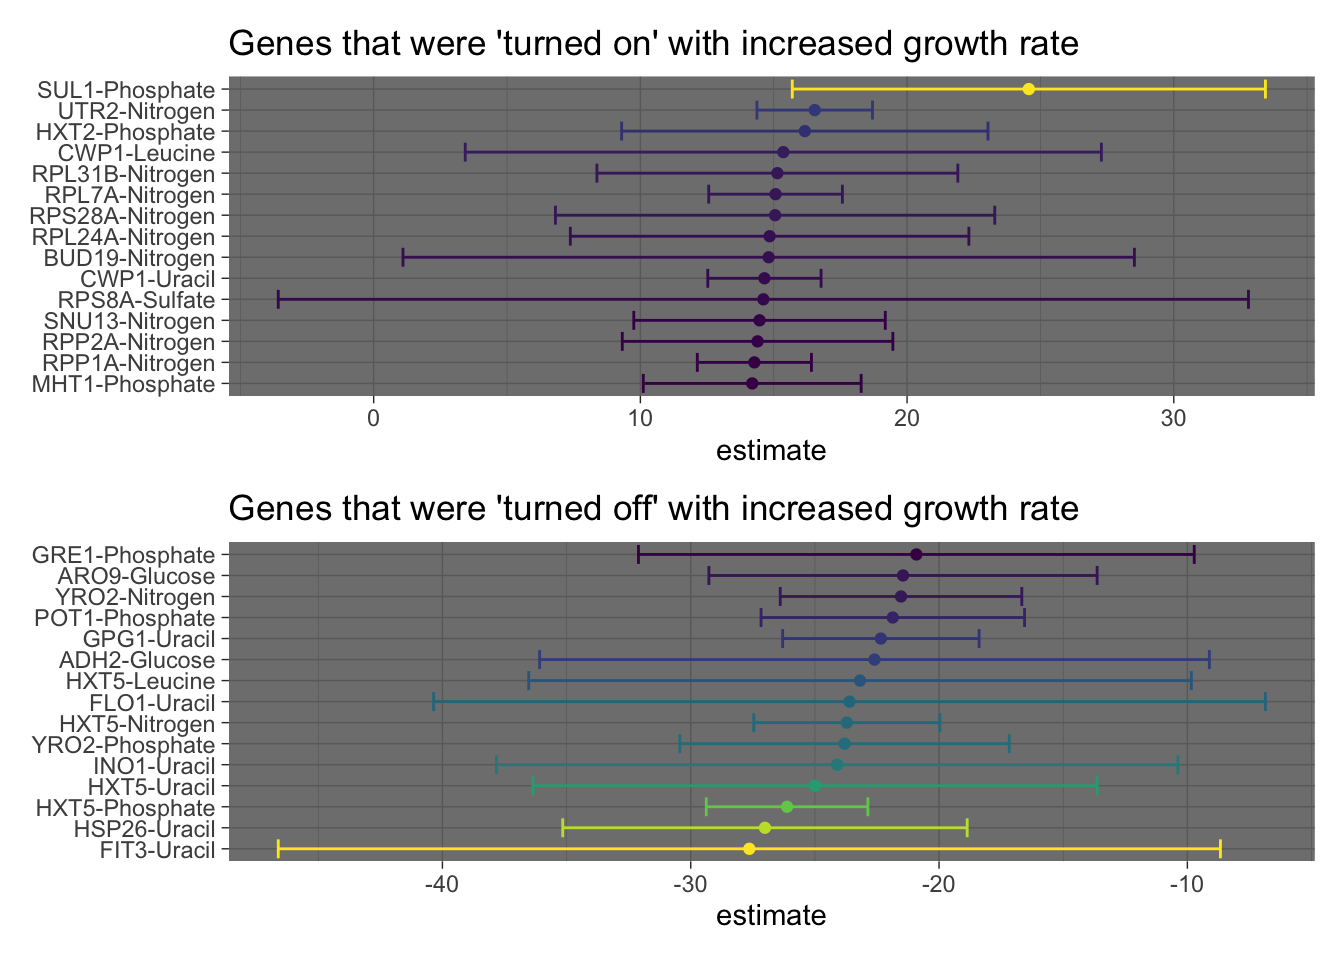 Genes that were 'turned on' with increased growth rate
SUL1-Phosphate
UTR2-Nitrogen
HXT2-Phosphate
CWP1-Leucine
RPL31B-Nitrogen
RPL7A-Nitrogen
RPS28A-Nitrogen
RPL24A-Nitrogen
BUD19-Nitrogen
CWP1-Uracil
RPS8A-Sulfate
SNU13-Nitrogen
RPP2A-Nitrogen
RPP1A-Nitrogen
MHT1-Phosphate
0 10 20 30
estimate
Genes that were 'turned off' with increased growth rate
GRE1-Phosphate
ARO9-Glucose
YRO2-Nitrogen
POT1-Phosphate
GPG1-Uracil
ADH2-Glucose
HXT5-Leucine
FLO1-Uracil
HXT5-Nitrogen
YRO2-Phosphate
INO1-Uracil
HXT5-Uracil
HXT5-Phosphate
HSP26-Uracil
FIT3-Uracil
-40 -30 -20 -10
estimate